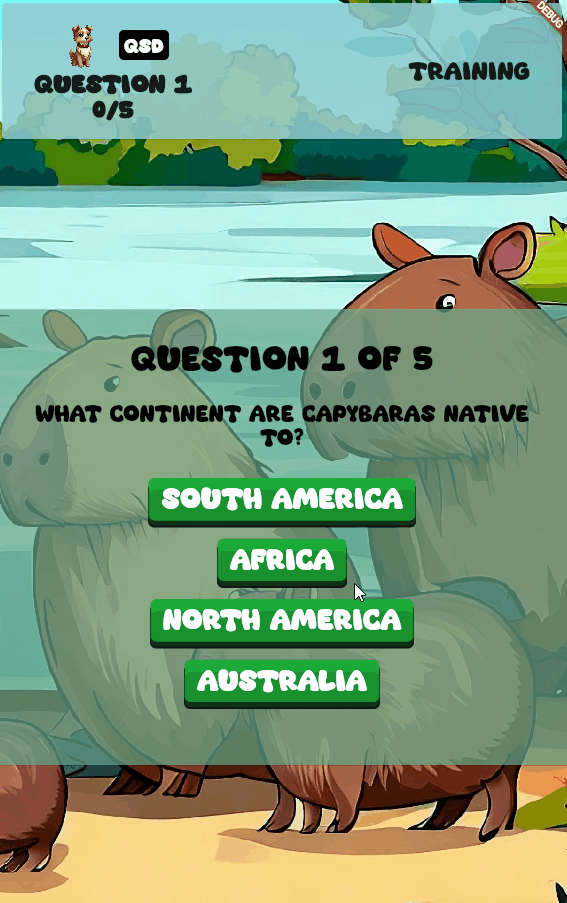 DEBUG
QSD
QUESTION 1
0/5
TRAINING
QUESTION 1 OF 5
WHAT CONTINENT ARE CAPYBARAS NATIVE
TO?
SOUTH AMERICA
AFRICA
NORTH AMERICA
AUSTRALIA